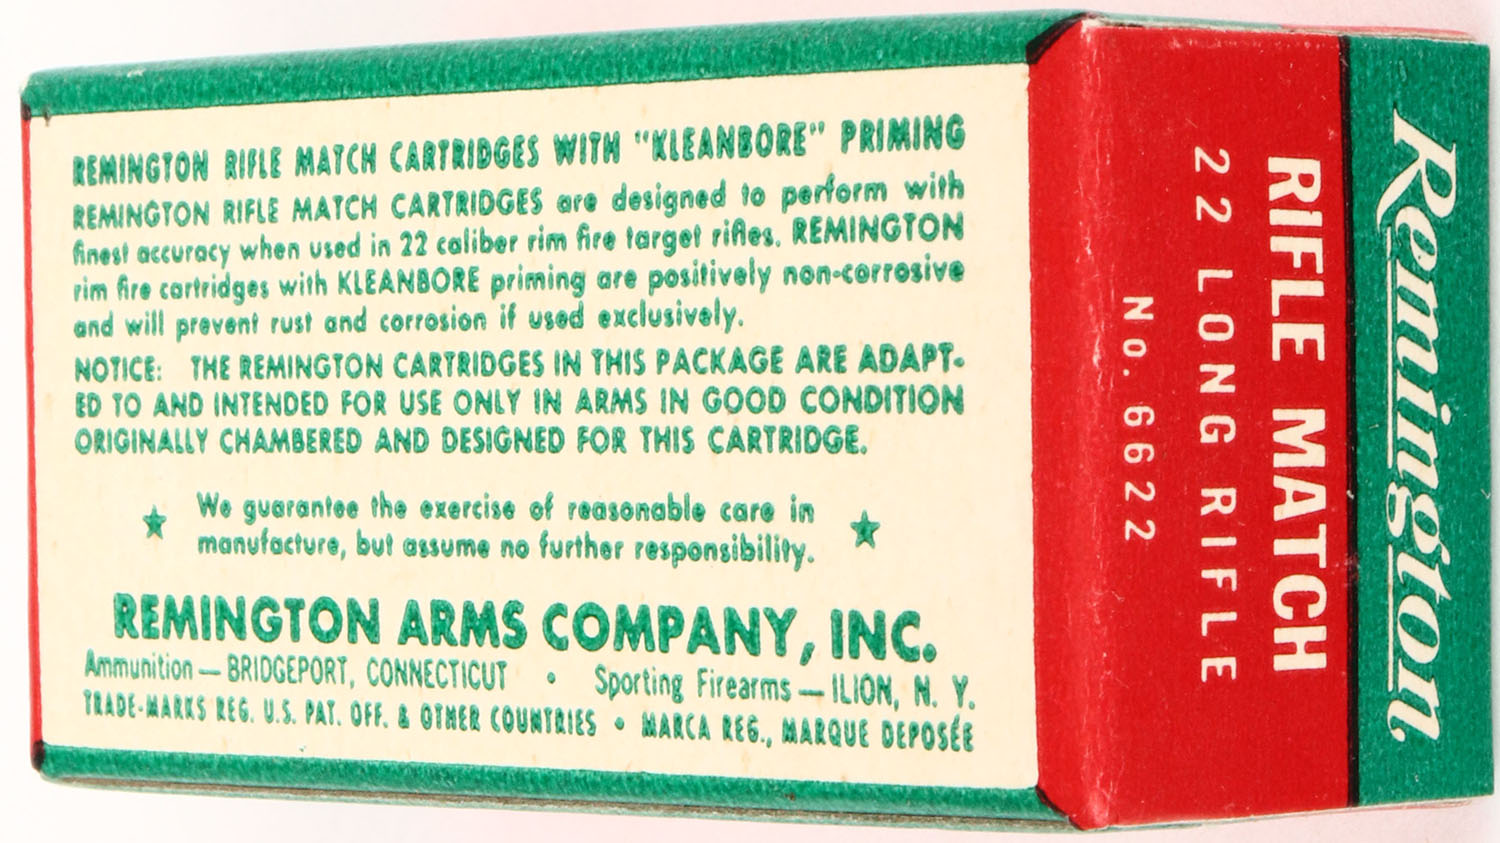 REMINGTON RIFLE MATCH CARTRIDGES WITH "KLEANBORE" PRIMING
REMINGTON RIFLE MATCH CARTRIDGES are designed to perform with
finest accuracy when used in 22 caliber rim fire target rifles. REMINGTON
rim fire cartridges with KLEANBORE priming are positively non-corrosive
and will prevent rust and corrosion if used exclusively.
NOTICE: THE REMINGTON CARTRIDGES IN THIS PACKAGE ARE ADAPT-
ED TO AND INTENDED FOR USE ONLY IN ARMS IN GOOD CONDITION
ORIGINALLY CHAMBERED AND DESIGNED FOR THIS CARTRIDGE.
We guarantee the exercise of reasonable care in
manufacture, but assume no further responsibility.
REMINGTON ARMS COMPANY, INC.
Ammunition — BRIDGEPORT, CONNECTICUT • Sporting Firearms — ILION, N. Y.
TRADE-MARKS REG. U.S. PAT. OFF. & OTHER COUNTRIES • MARCA REG., MARQUE DEPOSÉE
Remington
RIFLE MATCH
22 LONG RIFLE
No. 6622